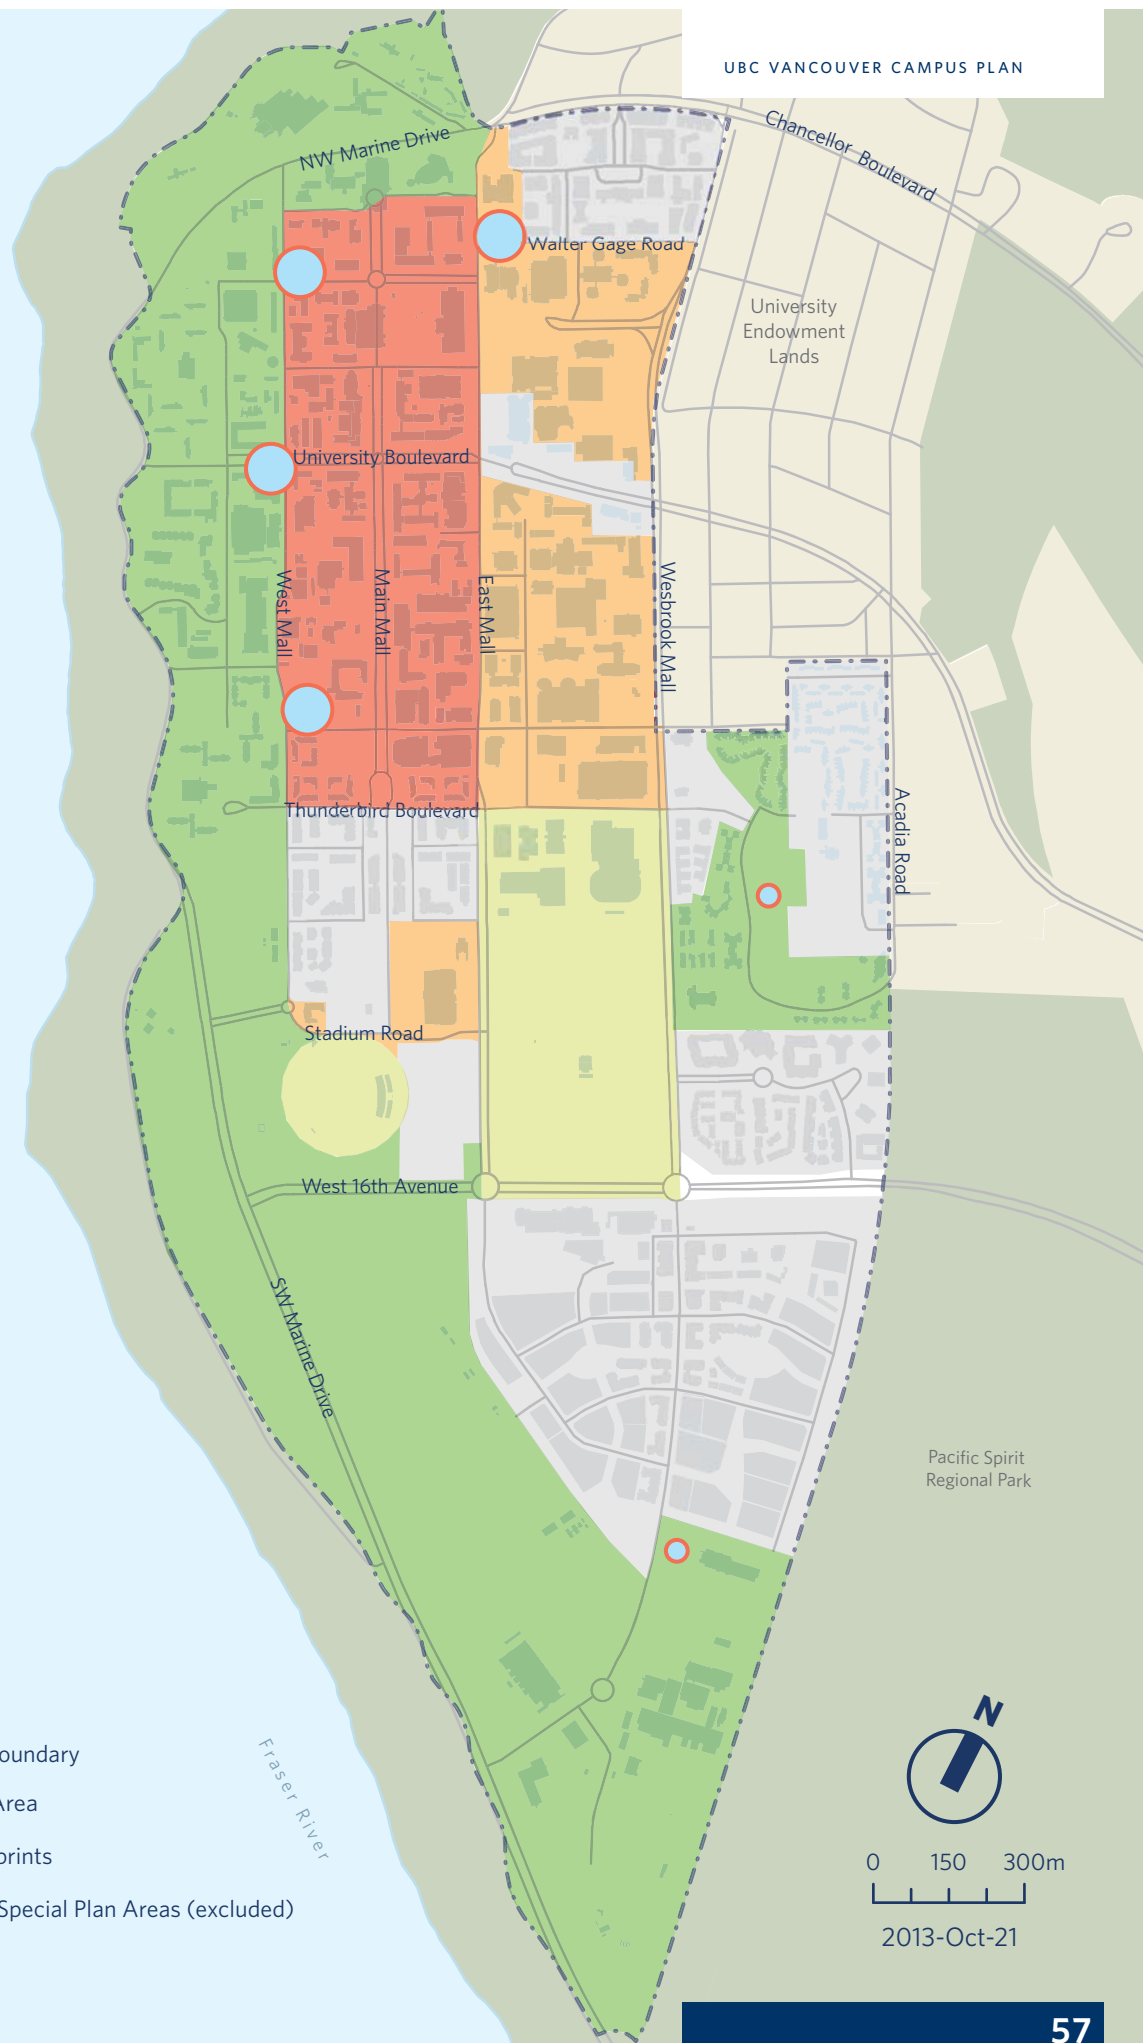 UBC VANCOUVER CAMPUS PLAN
Chancellor Boulevard
NW Marine Drive
Walter Gage Road
University
Endowment
Lands
University Boulevard
West Mall
Main Mall
East Mall
Wesbrook Mall
Acadia Road
Thunderbird Boulevard
Stadium Road
West 16th Avenue
SW Marine Drive
Pacific Spirit
Regional Park
Fraser River
N
oundary
Area
prints
Special Plan Areas (excluded)
0 150 300m
2013-Oct-21
57